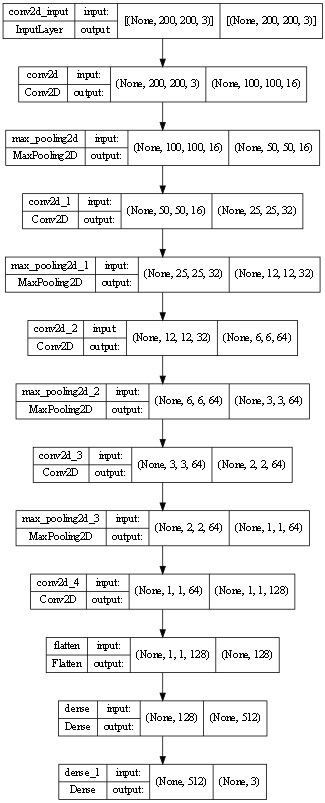 conv2d_input input: [(None, 200, 200, 3)] [(None, 200, 200, 3)]
InputLayer output:
conv2d input: (None, 200, 200, 3) (None, 100, 100, 16)
Conv2D output:
max_pooling2d input: (None, 100, 100, 16) (None, 50, 50, 16)
MaxPooling2D output:
conv2d_1 input: (None, 50, 50, 16) (None, 25, 25, 32)
Conv2D output:
max_pooling2d_1 input: (None, 25, 25, 32) (None, 12, 12, 32)
MaxPooling2D output:
conv2d_2 input: (None, 12, 12, 32) (None, 6, 6, 64)
Conv2D output:
max_pooling2d_2 input: (None, 6, 6, 64) (None, 3, 3, 64)
MaxPooling2D output:
conv2d_3 input: (None, 3, 3, 64) (None, 2, 2, 64)
Conv2D output:
max_pooling2d_3 input: (None, 2, 2, 64) (None, 1, 1, 64)
MaxPooling2D output:
conv2d_4 input: (None, 1, 1, 64) (None, 1, 1, 128)
Conv2D output:
flatten input: (None, 1, 1, 128) (None, 128)
Flatten output:
dense input: (None, 128) (None, 512)
Dense output:
dense_1 input: (None, 512) (None, 3)
Dense output: